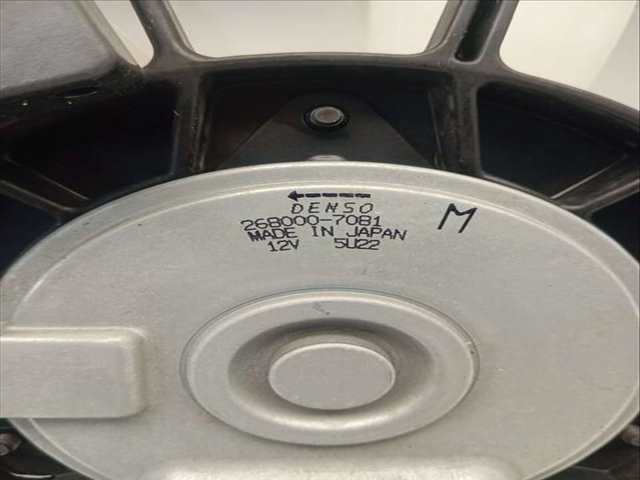 DENSO
268000-7081
MADE IN JAPAN
12V 5U22
M